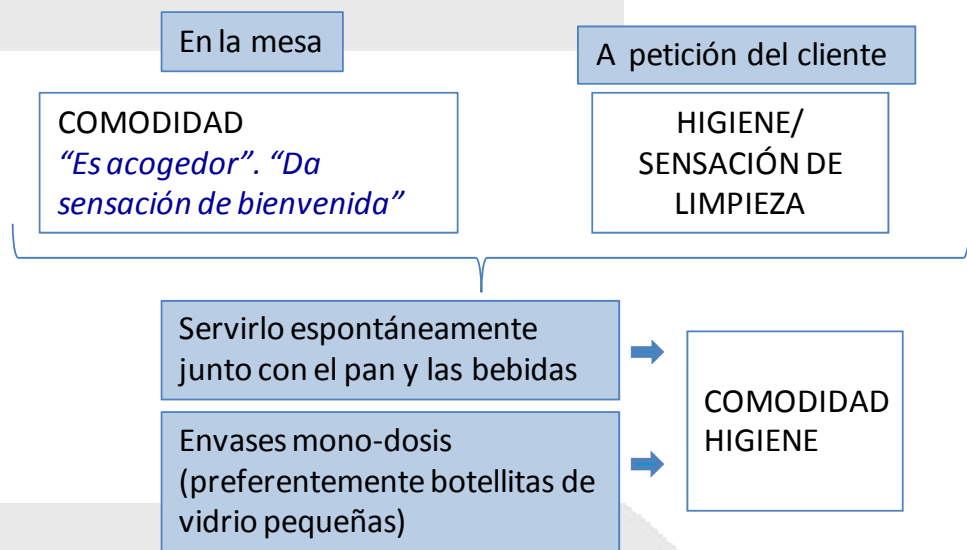 En la mesa
A petición del cliente
COMODIDAD
“Es acogedor”. “Da
sensación de bienvenida”
HIGIENE/
SENSACIÓN DE
LIMPIEZA
Servirlo espontáneamente
junto con el pan y las bebidas
Envases mono-dosis
(preferentemente botellitas de
vidrio pequeñas)
COMODIDAD
HIGIENE